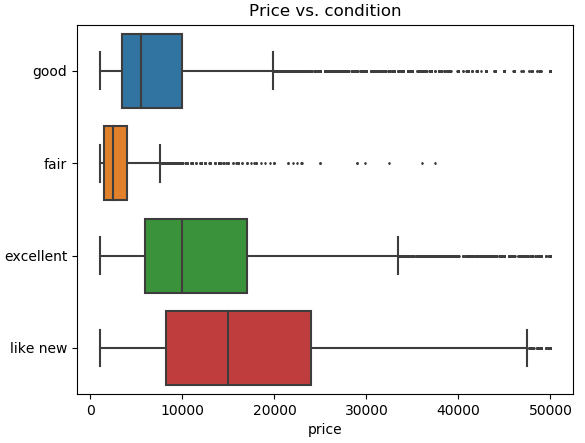 Price vs. condition
good
fair
excellent
like new
0 10000 20000 30000 40000 50000
price